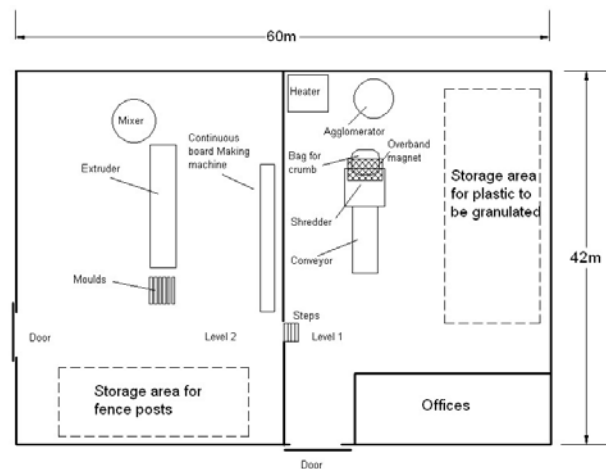 60m
Heater
Mixer
Agglomerator
Continuous
board Making
machine
Bag for
crumb
Overband
magnet
Extruder
Storage area
for plastic to
be granulated
Shredder
42m
Conveyor
Moulds
Steps
Door
Level 2
Level 1
Storage area for
fence posts
Offices
Door